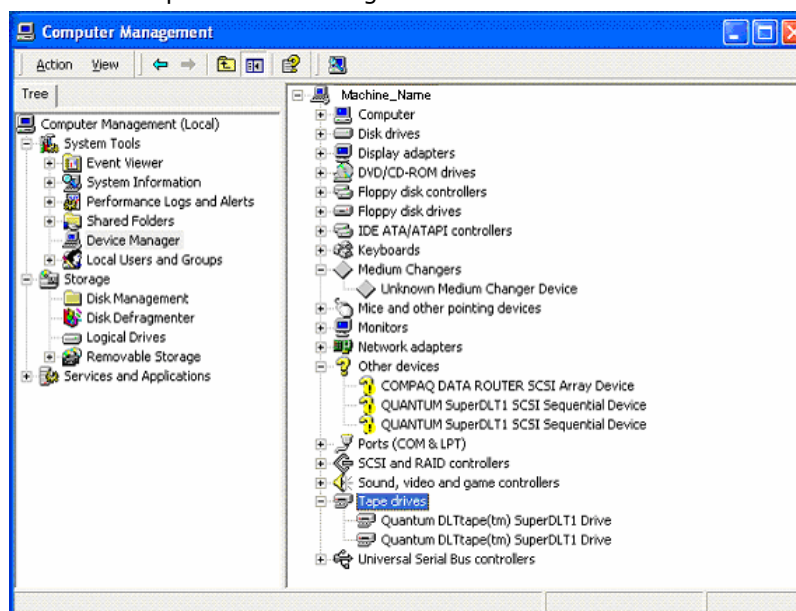 Computer Management
Action View
Tree
Computer Management (Local)
System Tools
Event Viewer
System Information
Performance Logs and Alerts
Shared Folders
Device Manager
Local Users and Groups
Storage
Disk Management
Disk Defragmenter
Logical Drives
Removable Storage
Services and Applications
Machine_Name
Computer
Disk drives
Display adapters
DVD/CD-ROM drives
Floppy disk controllers
Floppy disk drives
IDE ATA/ATAPI controllers
Keyboards
Medium Changers
Unknown Medium Changer Device
Mice and other pointing devices
Monitors
Network adapters
Other devices
COMPAQ DATA ROUTER SCSI Array Device
QUANTUM SuperDLT1 SCSI Sequential Device
QUANTUM SuperDLT1 SCSI Sequential Device
Ports (COM & LPT)
SCSI and RAID controllers
Sound, video and game controllers
Tape drives
Quantum DLTtape(tm) SuperDLT1 Drive
Quantum DLTtape(tm) SuperDLT1 Drive
Universal Serial Bus controllers